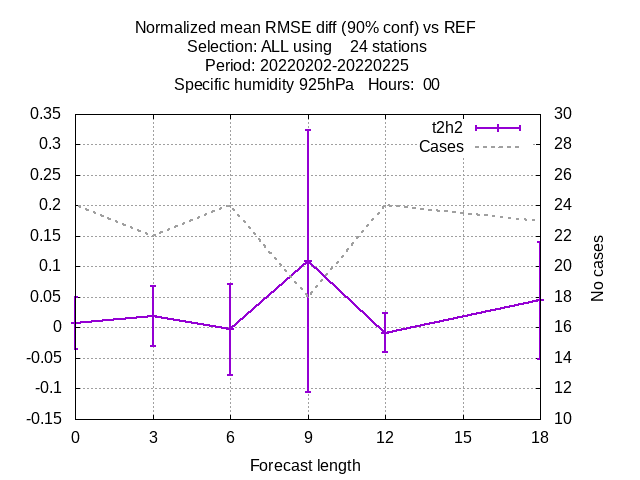 Normalized mean RMSE diff (90% conf) vs REF
Selection: ALL using    24 stations
Period: 20220202-20220225
Specific humidity 925hPa   Hours:  00
0.35
0.3
0.25
0.2
0.15
0.1
0.05
0
-0.05
-0.1
-0.15
t2h2
Cases
30
28
26
24
22
20
18
16
14
12
10
No cases
0 3 6 9 12 15 18
Forecast length